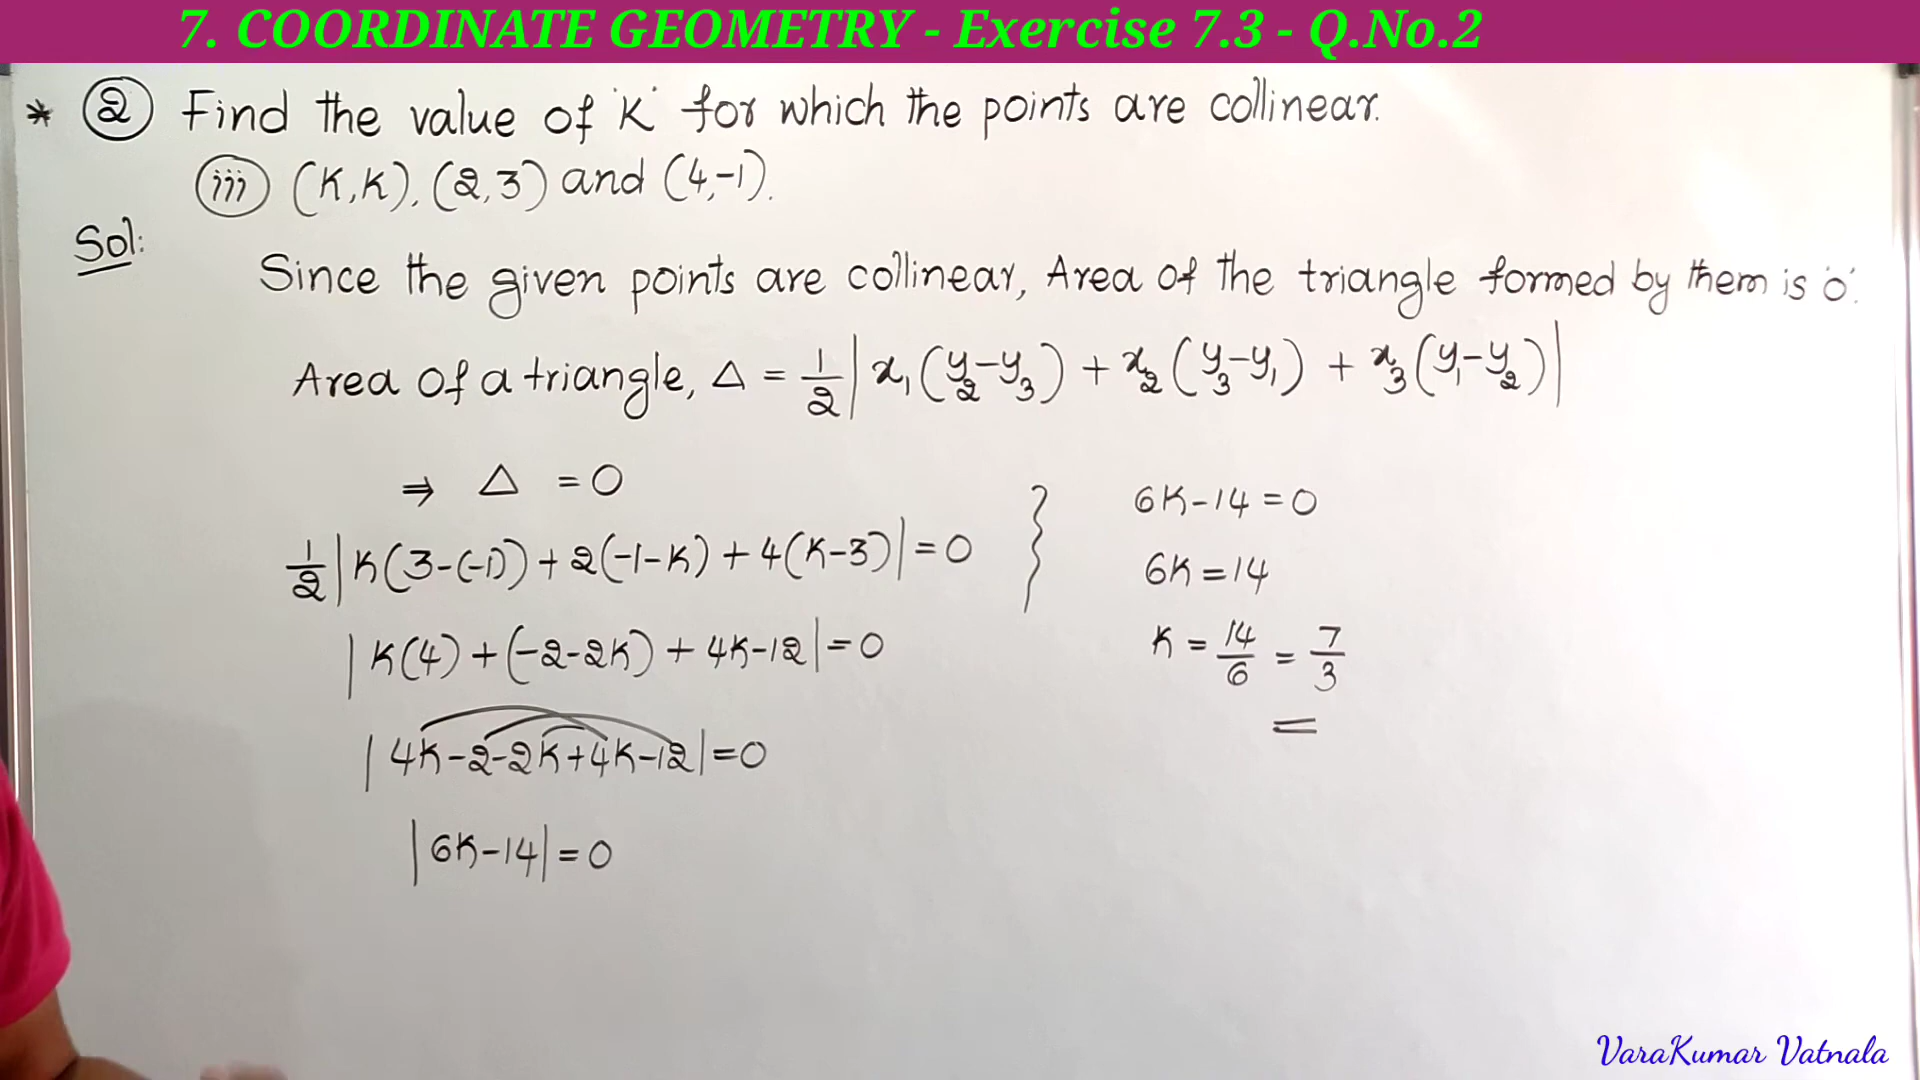 7. COORDINATE GEOMETRY - Exercise 7.3 - Q.No.2
* ② Find the value of 'K' for which the points are collinear.
(iii) (K,K), (2,3) and (4,-1).
Sol:
Since the given points are collinear, Area of the triangle formed by them is '0'.
Area of a triangle, Δ = 1/2 |x₁(y₂-y₃) + x₂(y₃-y₁) + x₃(y₁-y₂)|
⇒ Δ = 0
1/2 |K(3-(-1)) + 2(-1-K) + 4(K-3)| = 0
|K(4) + (-2-2K) + 4K-12| = 0
|4K-2-2K+4K-12| = 0
|6K-14| = 0
} 6K-14 = 0
6K = 14
K = 14/6 = 7/3
VaraKumar Vatnala